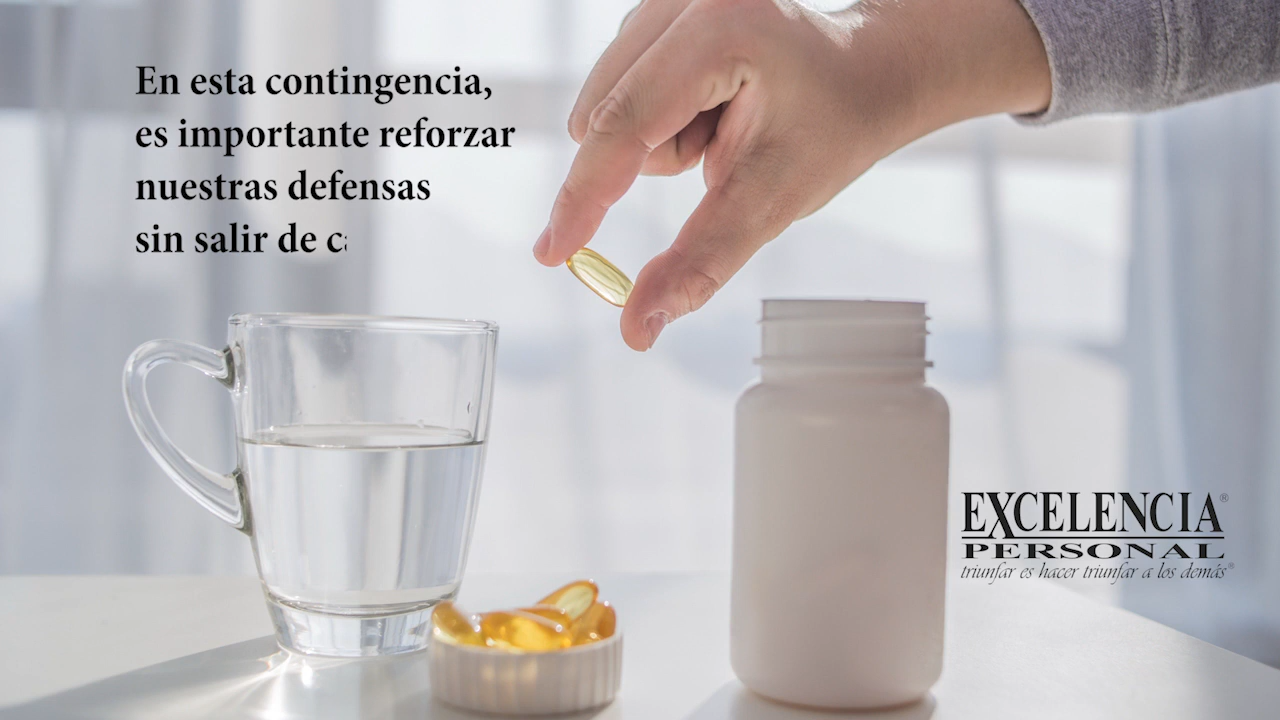 En esta contingencia,
es importante reforzar
nuestras defensas
sin salir de
EXCELENCIA®
PERSONAL
triunfar es hacer triunfar a los demás®